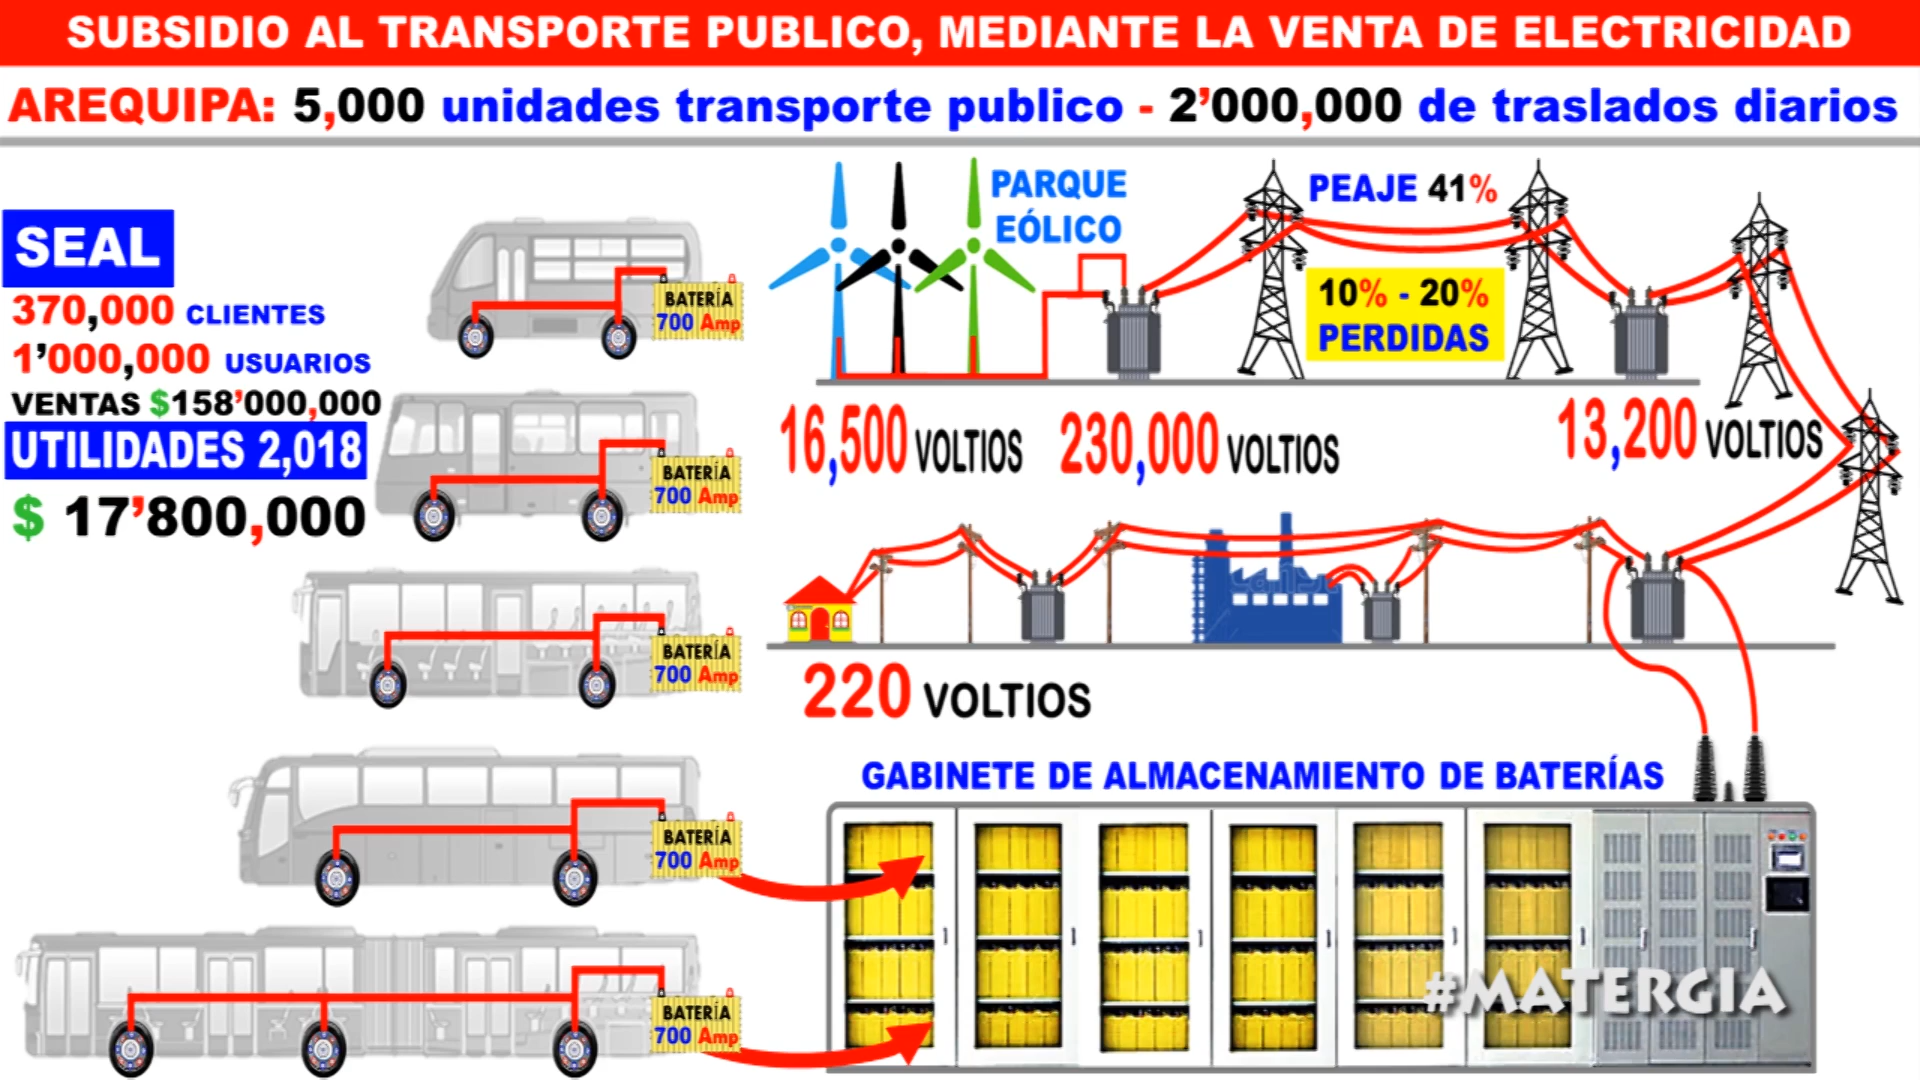 SUBSIDIO AL TRANSPORTE PUBLICO, MEDIANTE LA VENTA DE ELECTRICIDAD
AREQUIPA: 5,000 unidades transporte publico - 2'000,000 de traslados diarios
SEAL
370,000 CLIENTES
1'000,000 USUARIOS
VENTAS $158'000,000
UTILIDADES 2,018
$ 17'800,000
BATERÍA
700 Amp
BATERÍA
700 Amp
BATERÍA
700 Amp
BATERÍA
700 Amp
BATERÍA
700 Amp
PARQUE
EÓLICO
PEAJE 41%
10% - 20%
PERDIDAS
16,500 VOLTIOS
230,000 VOLTIOS
13,200 VOLTIOS
220 VOLTIOS
GABINETE DE ALMACENAMIENTO DE BATERÍAS
#MATERGIA